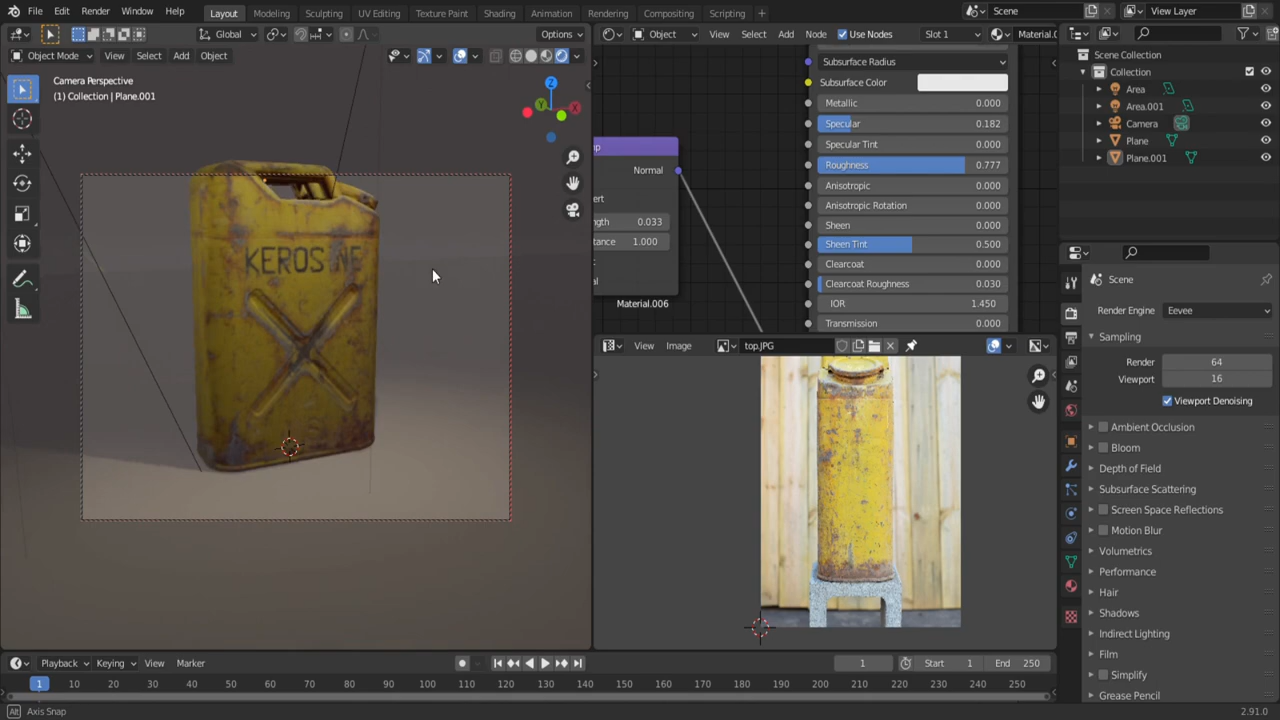 File Edit Render Window Help Layout Modeling Sculpting UV Editing Texture Paint Shading Animation Rendering Compositing Scripting + Scene View Layer
Global Options Object View Select Add Node Use Nodes Slot 1 Material.0
Object Mode View Select Add Object
Camera Perspective
(1) Collection | Plane.001
X
Y
Z
KEROSINE
Normal
0.033
1.000
Material.006
Subsurface Radius
Subsurface Color
Metallic 0.000
Specular 0.182
Specular Tint 0.000
Roughness 0.777
Anisotropic 0.000
Anisotropic Rotation 0.000
Sheen 0.000
Sheen Tint 0.500
Clearcoat 0.000
Clearcoat Roughness 0.030
IOR 1.450
Transmission 0.000
View Image top.JPG
Scene Collection
Collection
Area
Area.001
Camera
Plane
Plane.001
Scene
Render Engine Eevee
Sampling
Render 64
Viewport 16
Viewport Denoising
Ambient Occlusion
Bloom
Depth of Field
Subsurface Scattering
Screen Space Reflections
Motion Blur
Volumetrics
Performance
Hair
Shadows
Indirect Lighting
Film
Simplify
Grease Pencil
Playback Keying View Marker 1 Start 1 End 250
1 10 20 30 40 50 60 70 80 90 100 110 120 130 140 150 160 170 180 190 200 210 220 230 240 250
Alt Axis Snap 2.91.0